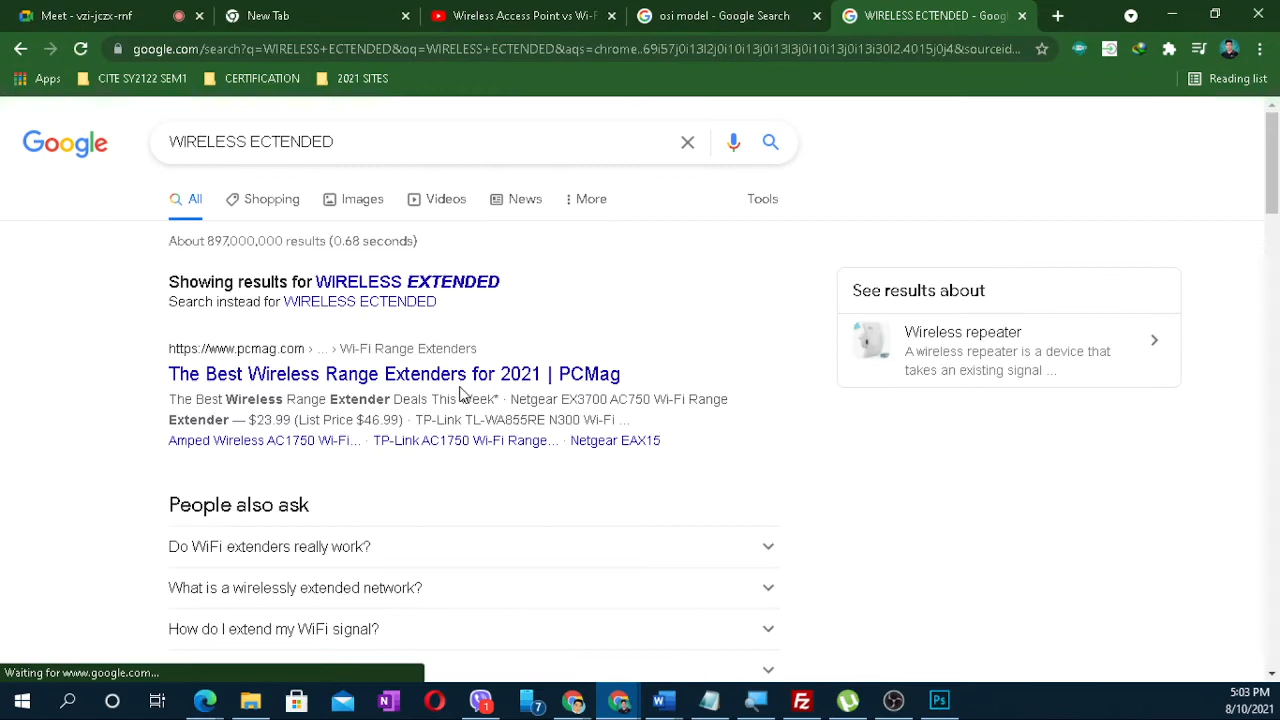 Meet - vzi-jczx-rnf
New Tab
Wireless Access Point vs Wi-F
osi model - Google Search
WIRELESS ECTENDED - Goog
google.com/search?q=WIRELESS+ECTENDED&oq=WIRELESS+ECTENDED&aqs=chrome..69i57j0i13l2j0i10i13j0i13l3j0i10i13j0i13i30l2.4015j0j4&sourceid...
Apps
CITE SY2122 SEM1
CERTIFICATION
2021 SITES
Reading list
Google
WIRELESS ECTENDED
All
Shopping
Images
Videos
News
More
Tools
About 897,000,000 results (0.68 seconds)
Showing results for WIRELESS EXTENDED
Search instead for WIRELESS ECTENDED
See results about
Wireless repeater
A wireless repeater is a device that
takes an existing signal ...
https://www.pcmag.com › ... › Wi-Fi Range Extenders
The Best Wireless Range Extenders for 2021 | PCMag
The Best Wireless Range Extender Deals This Week* · Netgear EX3700 AC750 Wi-Fi Range
Extender — $23.99 (List Price $46.99) · TP-Link TL-WA855RE N300 Wi-Fi ...
Amped Wireless AC1750 Wi-Fi... · TP-Link AC1750 Wi-Fi Range... · Netgear EAX15
People also ask
Do WiFi extenders really work?
What is a wirelessly extended network?
How do I extend my WiFi signal?
Waiting for www.google.com...
1
7
5:03 PM
8/10/2021